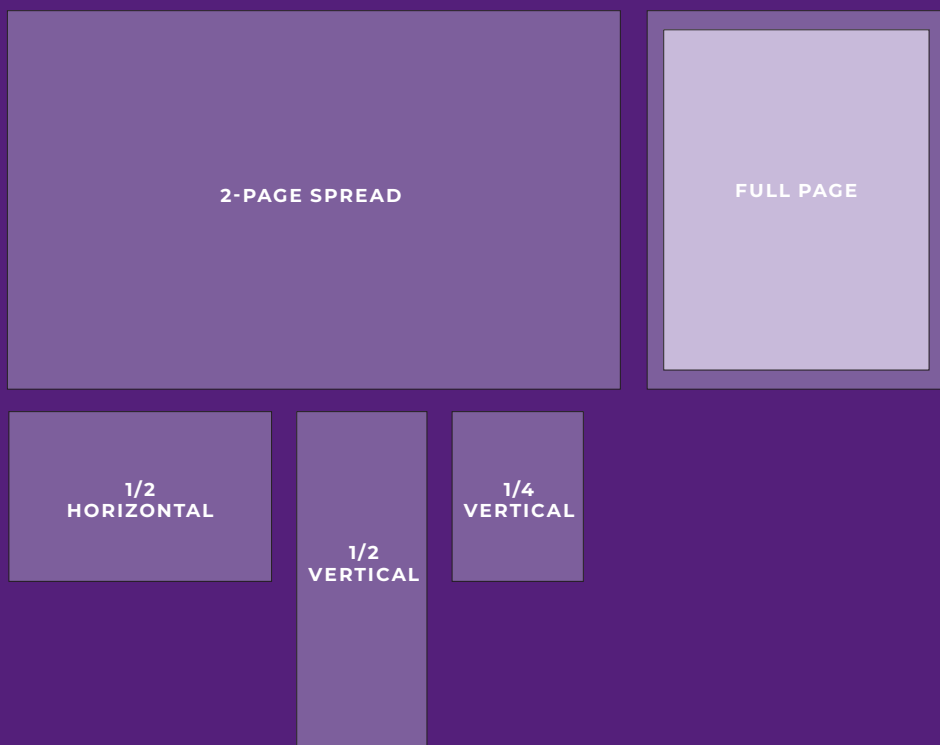 2-PAGE SPREAD
FULL PAGE
1/2
HORIZONTAL
1/2
VERTICAL
1/4
VERTICAL